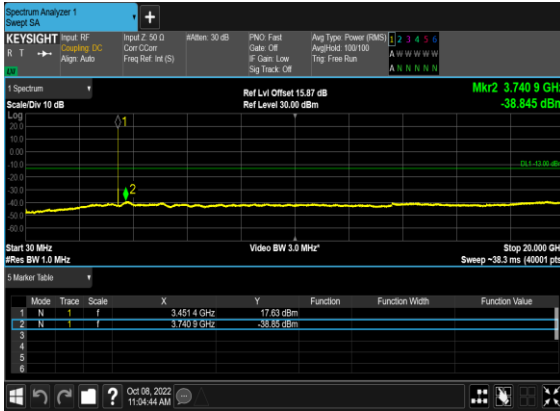 Spectrum Analyzer 1
Swept SA
+
KEYSIGHT
R T
Input: RF
Coupling: DC
Align: Auto
Input Z: 50 Ω
Corr CCorr
Freq Ref: Int (S)
#Atten: 30 dB
PNO: Fast
Gate: Off
IF Gain: Low
Sig Track: Off
Avg Type: Power (RMS)
Avg|Hold: 100/100
Trig: Free Run
1 2 3 4 5 6
A W W W W W
A N N N N N
1 Spectrum
Scale/Div 10 dB
Ref Lvl Offset 15.87 dB
Ref Level 30.00 dBm
Mkr2 3.740 9 GHz
-38.845 dBm
Log
20.0
10.0
0.00
-10.0
-20.0
-30.0
-40.0
-50.0
-60.0
1
2
DL1 -13.00 dBm
Start 30 MHz
#Res BW 1.0 MHz
Video BW 3.0 MHz*
Stop 20.000 GHz
Sweep ~38.3 ms (40001 pts)
5 Marker Table
Mode Trace Scale X Y Function Function Width Function Value
1 N 1 f 3.451 4 GHz 17.63 dBm
2 N 1 f 3.740 9 GHz -38.85 dBm
3
4
5
6
?
Oct 08, 2022
11:04:44 AM